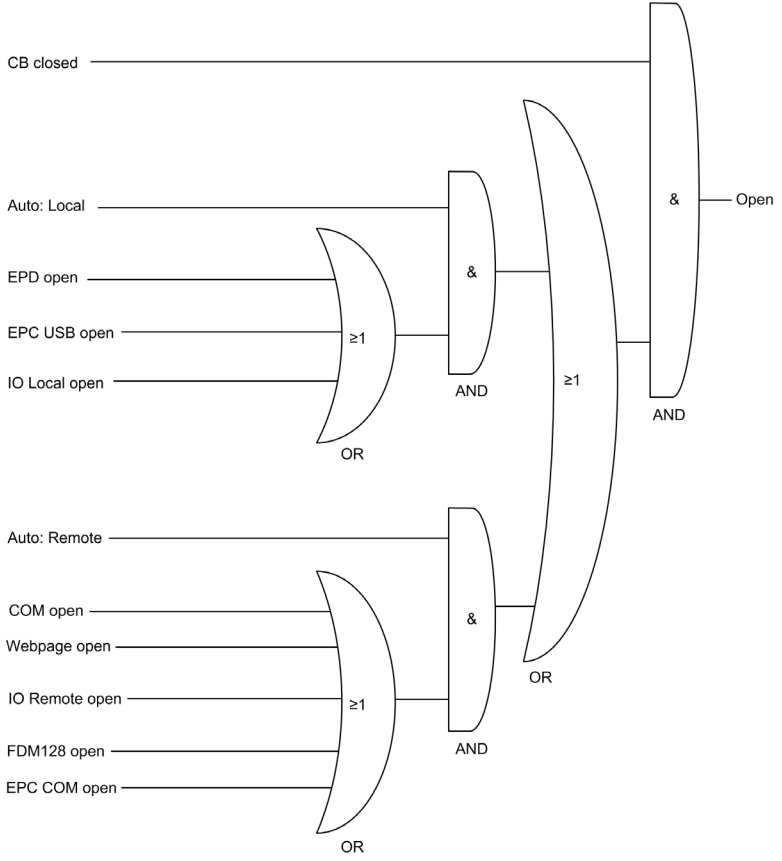 CB closed
&
Open
Auto: Local
EPD open
&
EPC USB open
≥1
IO Local open
≥1
AND
AND
OR
Auto: Remote
COM open
&
Webpage open
OR
IO Remote open
≥1
FDM128 open
AND
EPC COM open
OR